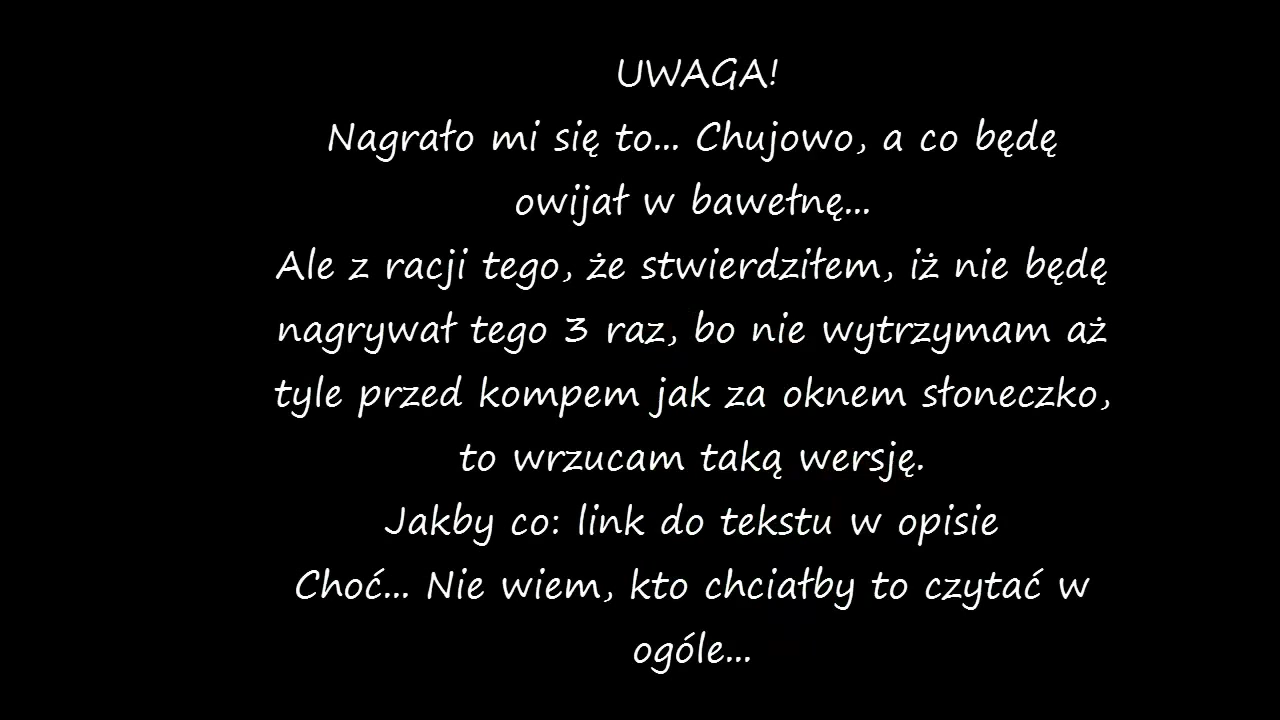 UWAGA!
Nagrało mi się to... Chujowo, a co będę
owijał w bawełnę...
Ale z racji tego, że stwierdziłem, iż nie będę
nagrywał tego 3 raz, bo nie wytrzymam aż
tyle przed kompem jak za oknem słoneczko,
to wrzucam taką wersję.
Jakby co: link do tekstu w opisie
Choć... Nie wiem, kto chciałby to czytać w
ogóle...